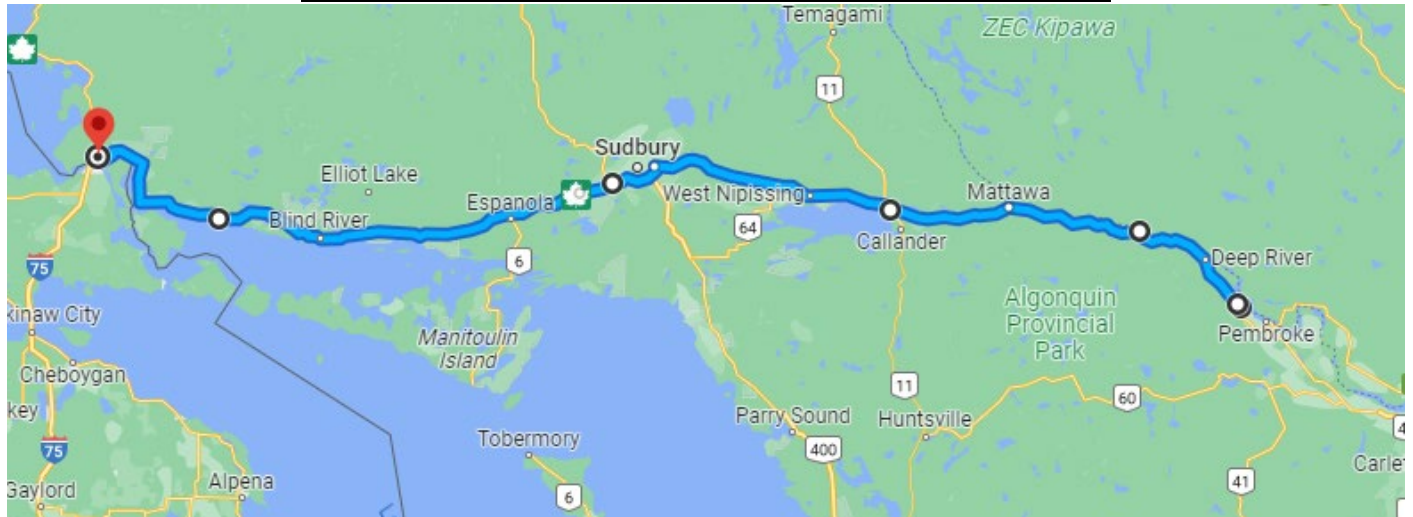 Temagami
ZEC Kipawa
11
Sudbury
Elliot Lake
Espanola
West Nipissing
Mattawa
Blind River
64
Callander
Deep River
6
75
Algonquin
Provincial
Park
kinaw City
Pembroke
Manitoulin
Island
Cheboygan
11
60
key
Parry Sound
Huntsville
Tobermory
400
75
4
Carle
Gaylord
Alpena
6
41